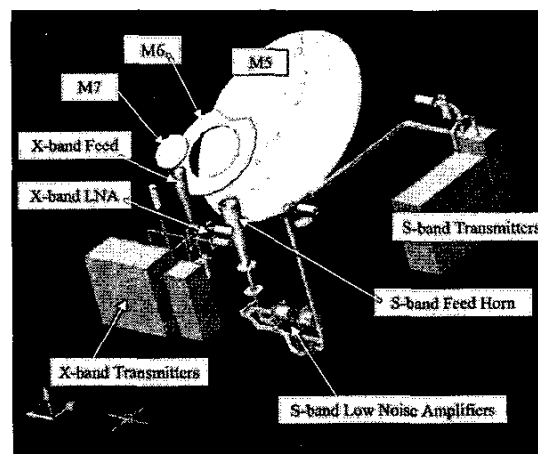 M6
M5
M7
X-band Feed
X-band LNA
S-band Transmitters
S-band Feed Horn
X-band Transmitters
S-band Low Noise Amplifiers